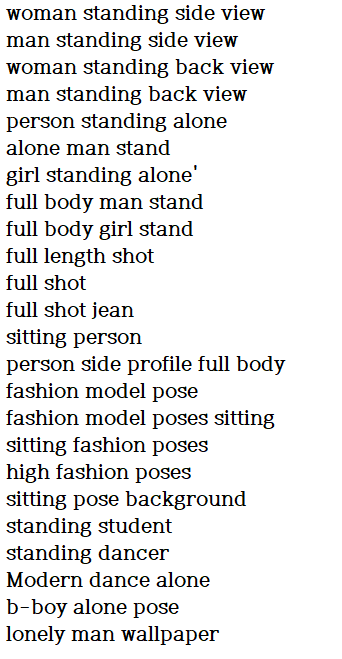 woman standing side view
man standing side view
woman standing back view
man standing back view
person standing alone
alone man stand
girl standing alone'
full body man stand
full body girl stand
full length shot
full shot
full shot jean
sitting person
person side profile full body
fashion model pose
fashion model poses sitting
sitting fashion poses
high fashion poses
sitting pose background
standing student
standing dancer
Modern dance alone
b-boy alone pose
lonely man wallpaper